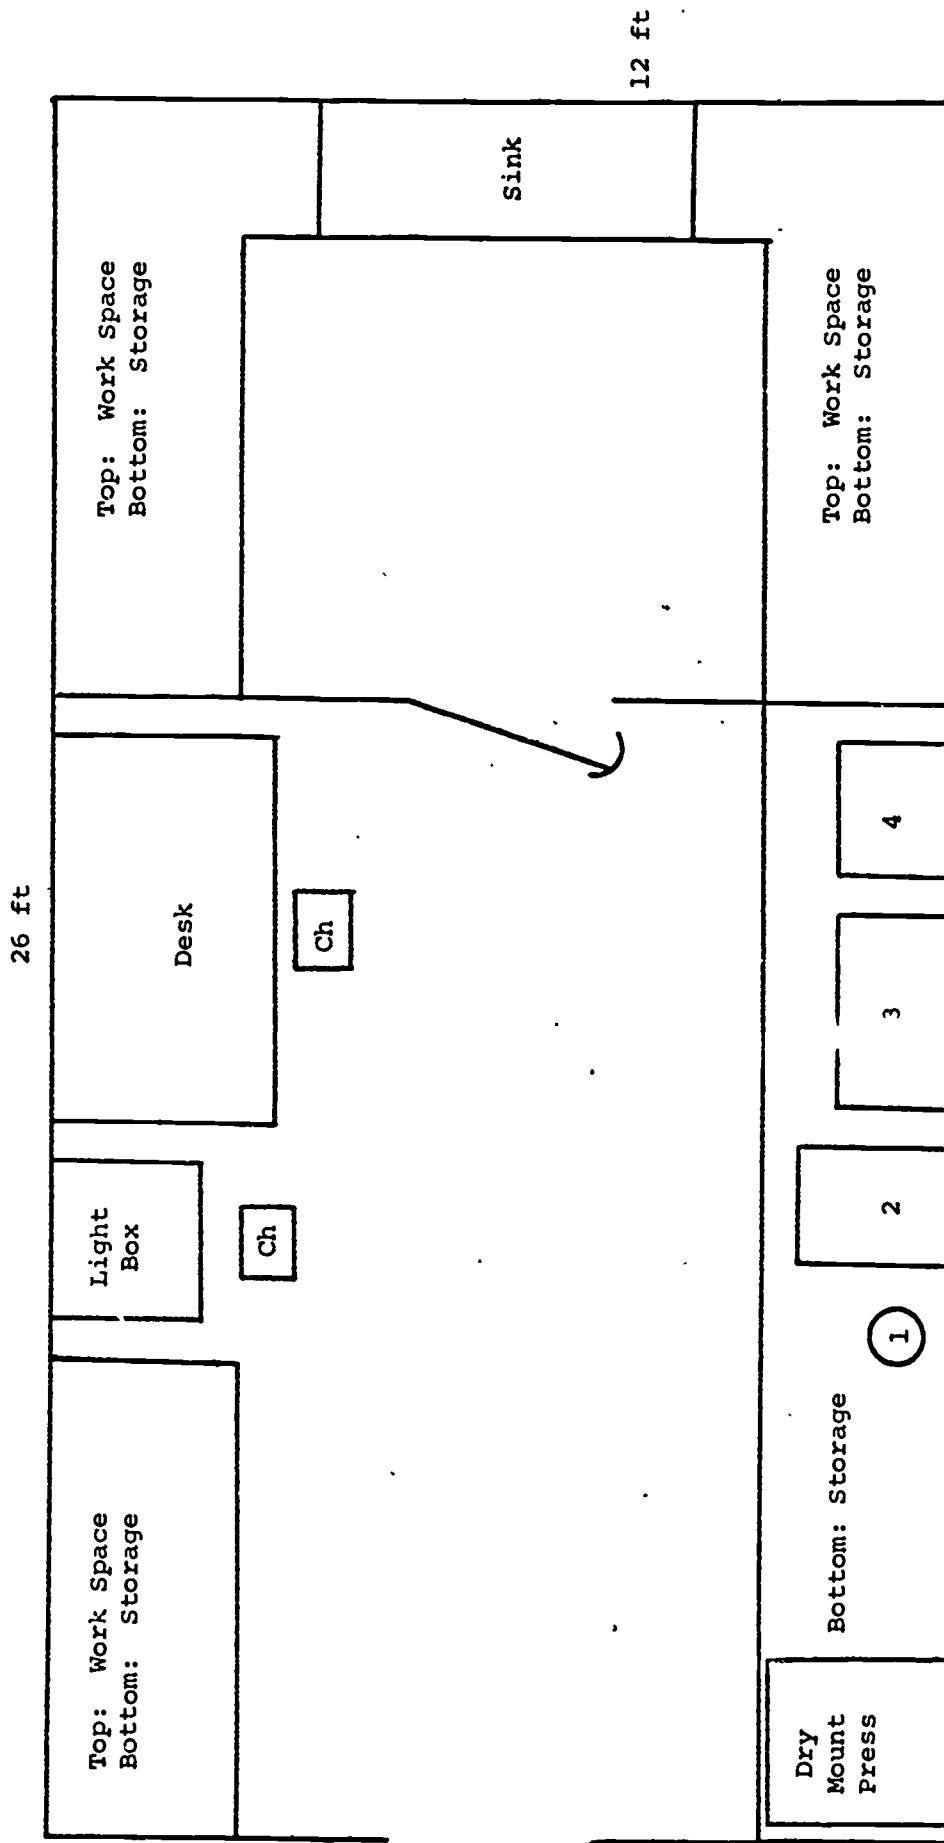 26 ft
12 ft
Top: Work Space
Bottom: Storage
Light
Box
Desk
Top: Work Space
Bottom: Storage
Ch
Ch
Sink
Dry
Mount
Press
Bottom: Storage
1
2
3
4
Top: Work Space
Bottom: Storage